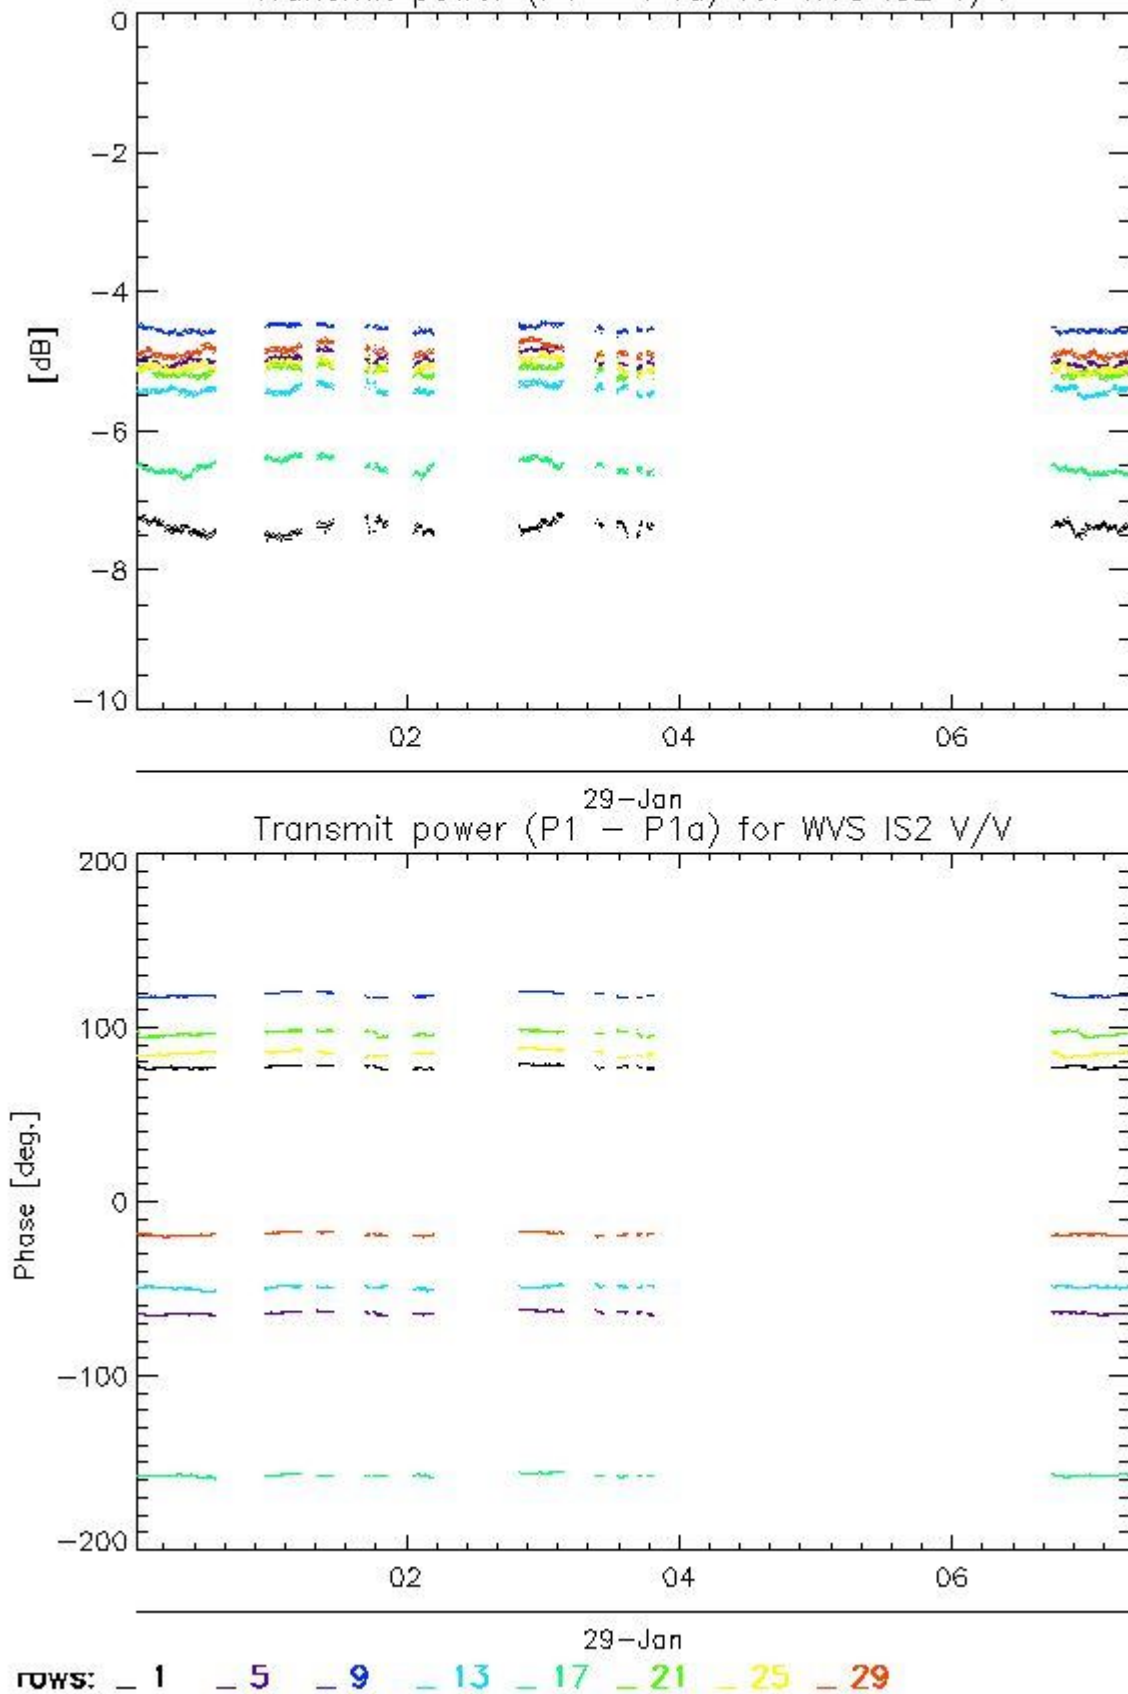 0
−2
−4
[dB]
−6
−8
−10
02 04 06
29−Jan
Transmit power (P1 − P1a) for WVS IS2 V/V
200
100
0
Phase [deg.]
−100
−200
02 04 06
29−Jan
rows: _ 1 _ 5 _ 9 _ 13 _ 17 _ 21 _ 25 _ 29